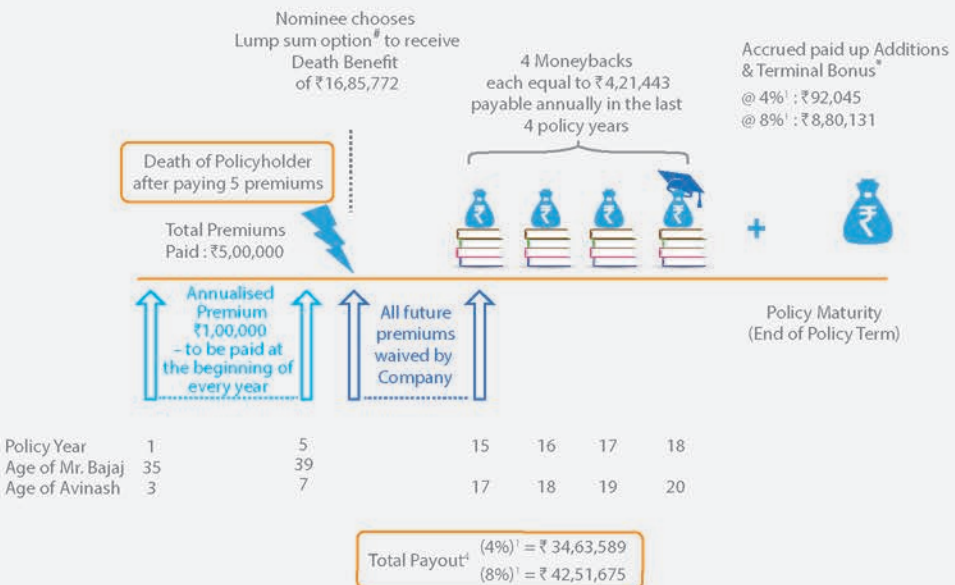 Nominee chooses
Lump sum option# to receive
Death Benefit
of ₹16,85,772
4 Moneybacks
each equal to ₹4,21,443
payable annually in the last
4 policy years
Accrued paid up Additions
& Terminal Bonus*
@ 4%¹ : ₹92,045
@ 8%¹ : ₹8,80,131
Death of Policyholder
after paying 5 premiums
Total Premiums
Paid : ₹5,00,000
₹
₹
₹
₹
+
₹
Annualised
Premium
₹1,00,000
– to be paid at
the beginning of
every year
All future
premiums
waived by
Company
Policy Maturity
(End of Policy Term)
Policy Year 1 5 15 16 17 18
Age of Mr. Bajaj 35 39
Age of Avinash 3 7 17 18 19 20
Total Payout⁴ (4%)¹ = ₹ 34,63,589
(8%)¹ = ₹ 42,51,675